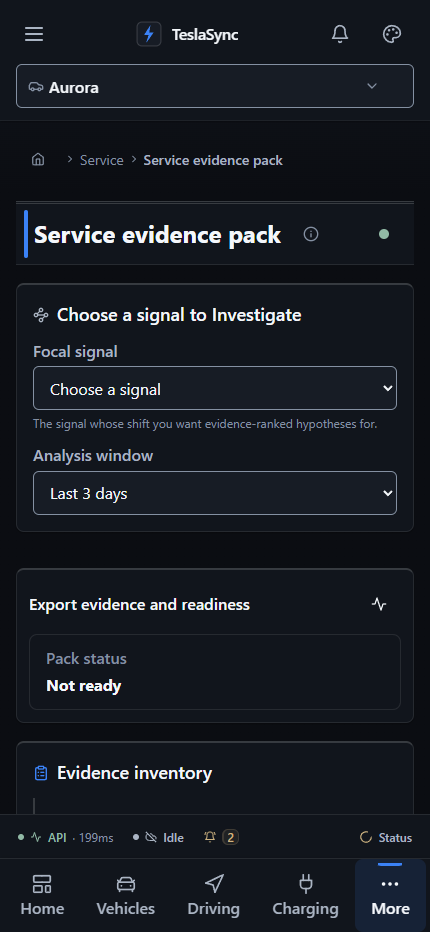 TeslaSync
Aurora
Service
Service evidence pack
Service evidence pack
Choose a signal to Investigate
Focal signal
Choose a signal
The signal whose shift you want evidence-ranked hypotheses for.
Analysis window
Last 3 days
Export evidence and readiness
Pack status
Not ready
Evidence inventory
API · 199ms
Idle
2
Status
Home
Vehicles
Driving
Charging
More